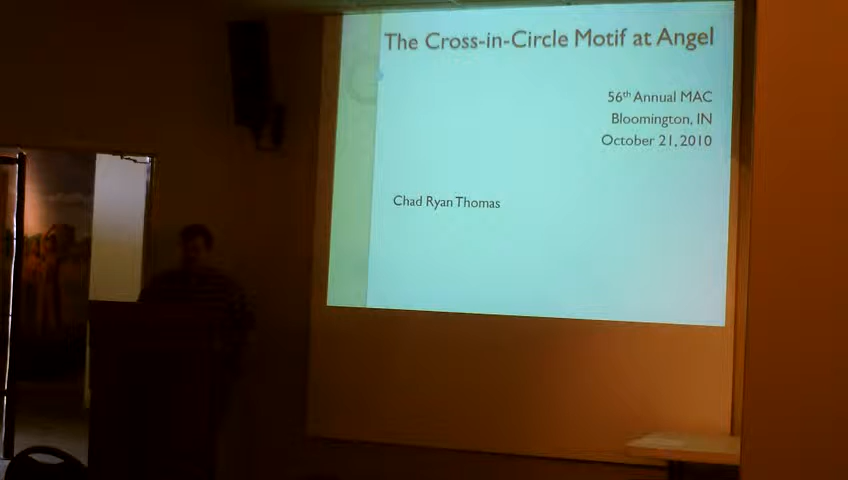 The Cross-in-Circle Motif at Angel
56th Annual MAC
Bloomington, IN
October 21, 2010
Chad Ryan Thomas